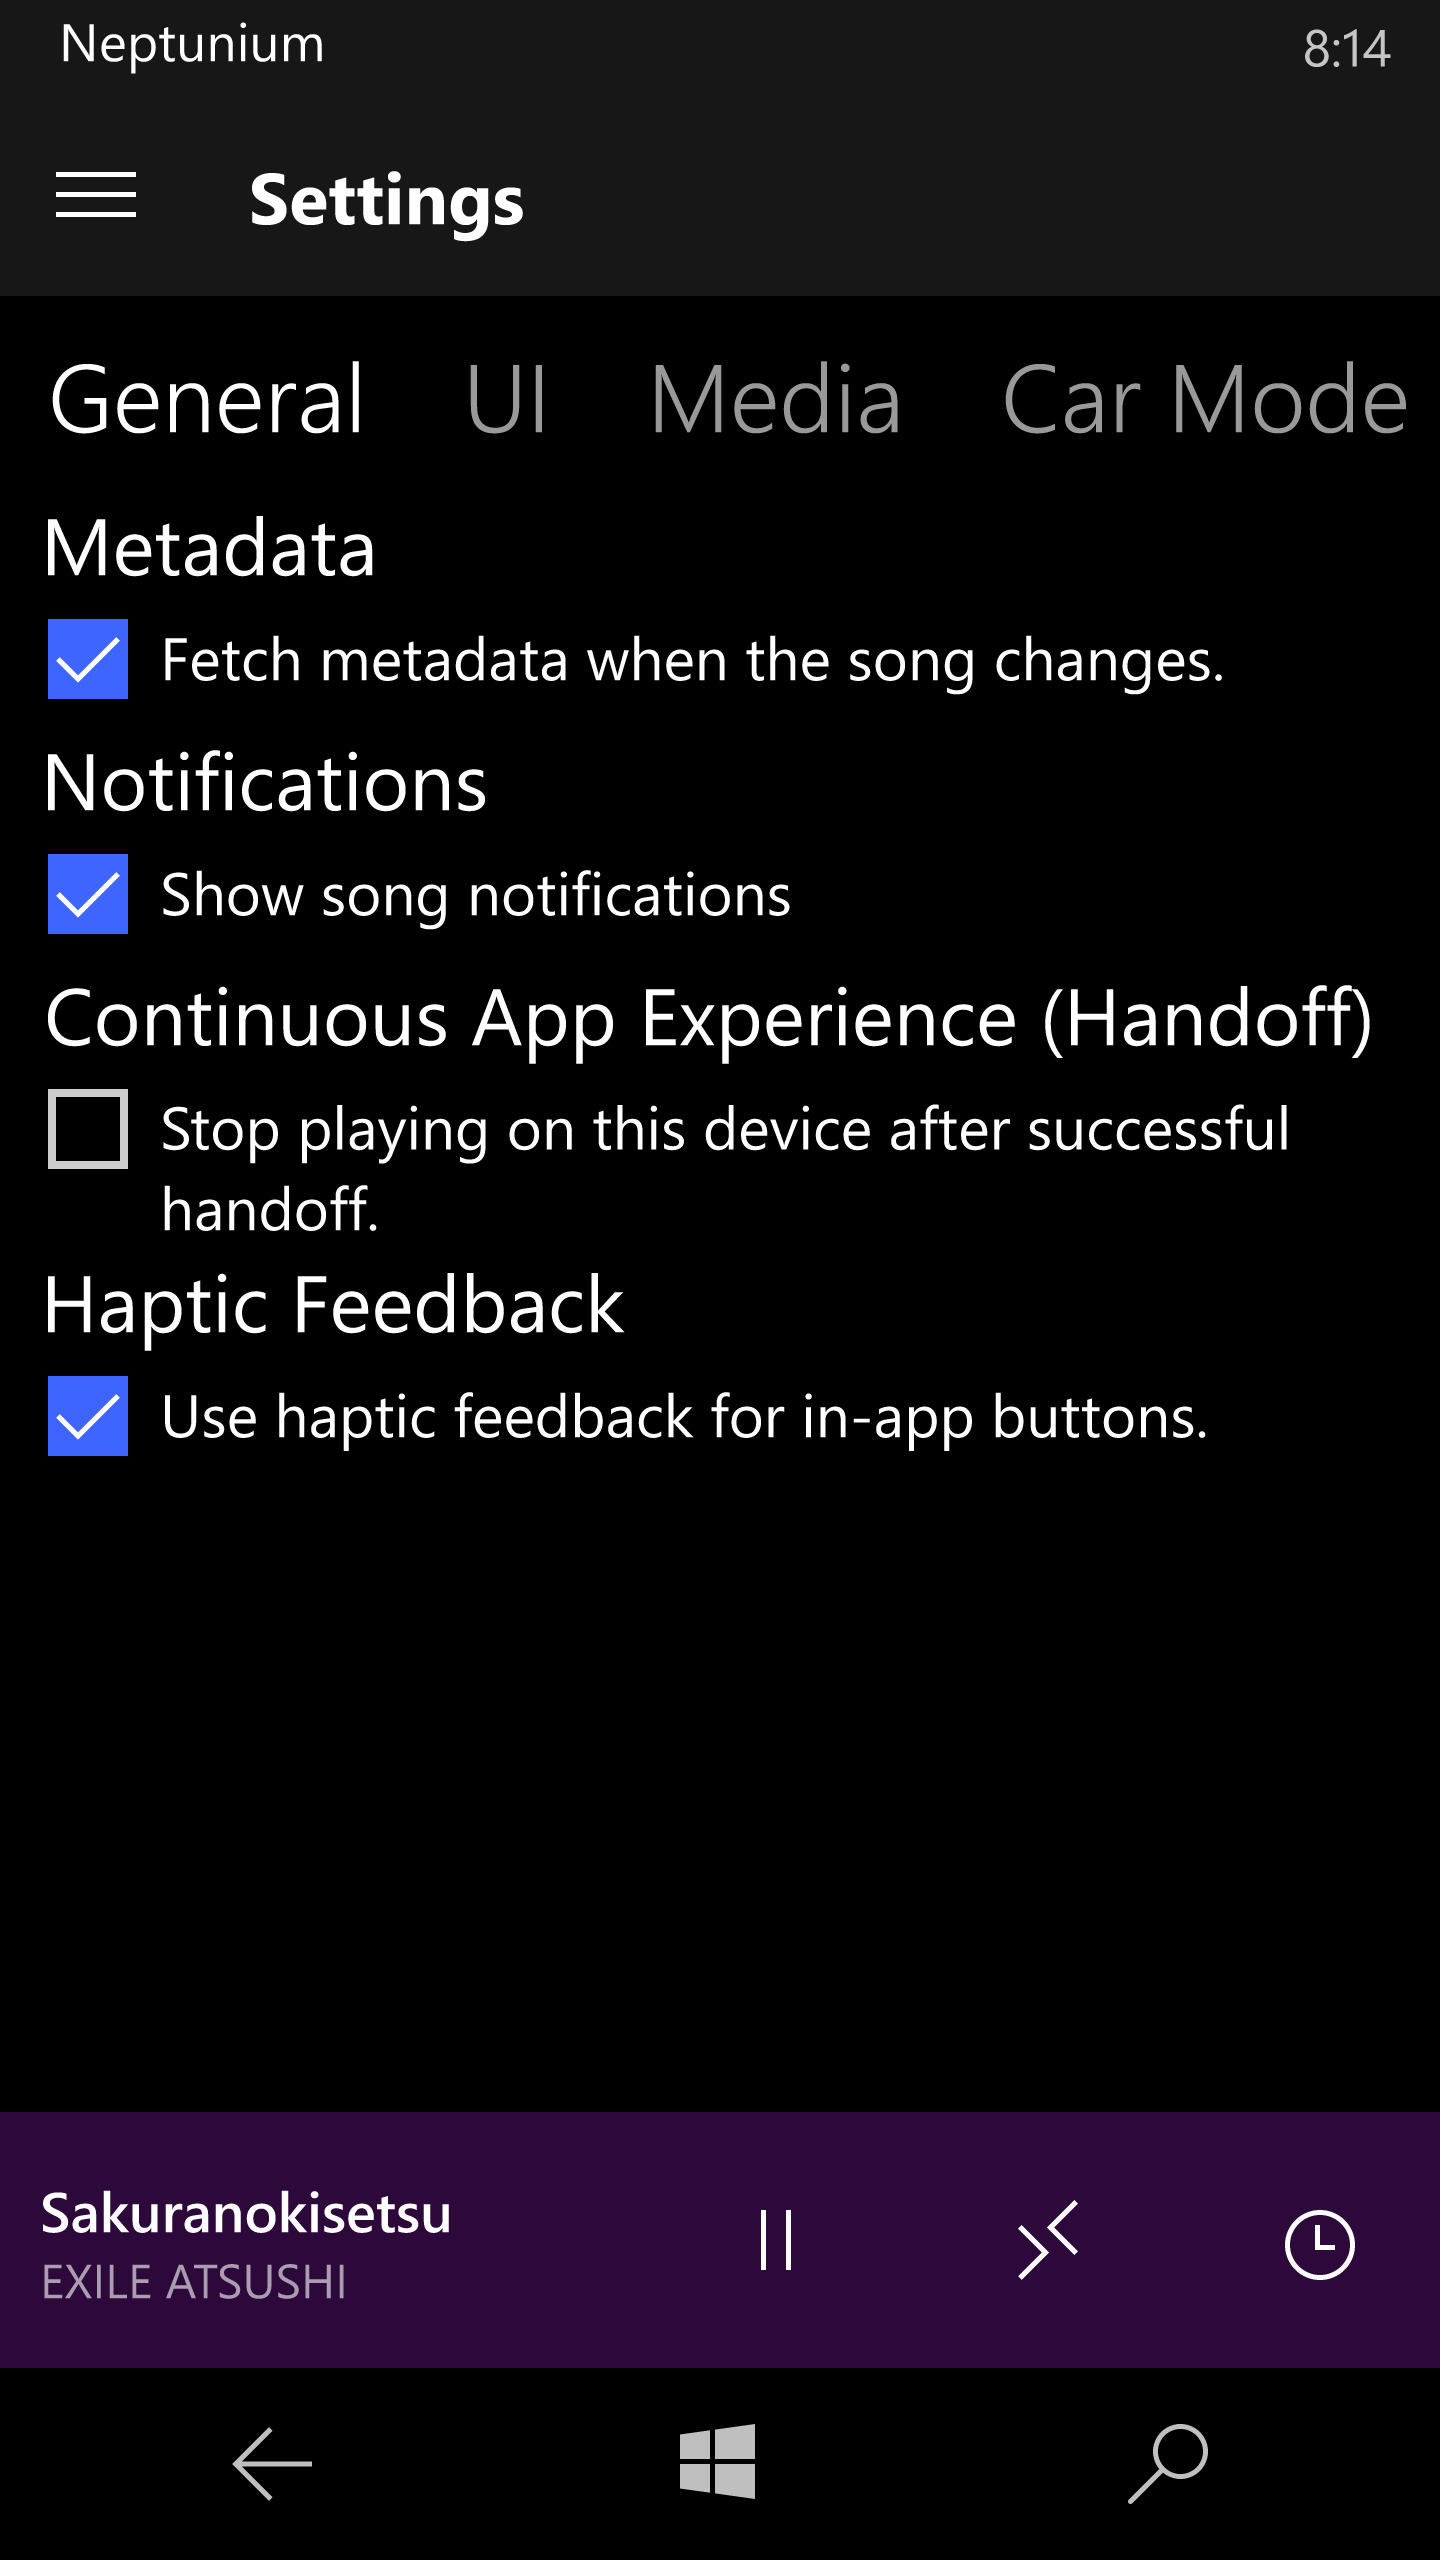 Neptunium
8:14
Settings
General UI Media Car Mode
Metadata
Fetch metadata when the song changes.
Notifications
Show song notifications
Continuous App Experience (Handoff)
Stop playing on this device after successful
handoff.
Haptic Feedback
Use haptic feedback for in-app buttons.
Sakuranokisetsu
EXILE ATSUSHI